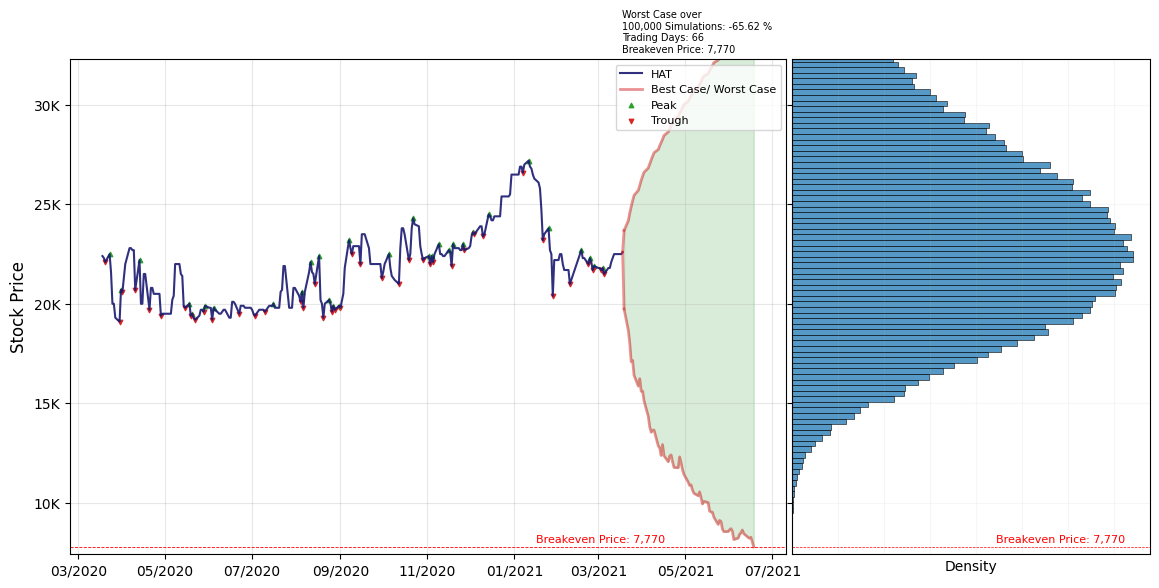 Worst Case over
100,000 Simulations: -65.62 %
Trading Days: 66
Breakeven Price: 7,770
HAT
Best Case/ Worst Case
Peak
Trough
30K
25K
20K
15K
10K
Stock Price
Breakeven Price: 7,770
Breakeven Price: 7,770
03/2020 05/2020 07/2020 09/2020 11/2020 01/2021 03/2021 05/2021 07/2021
Density